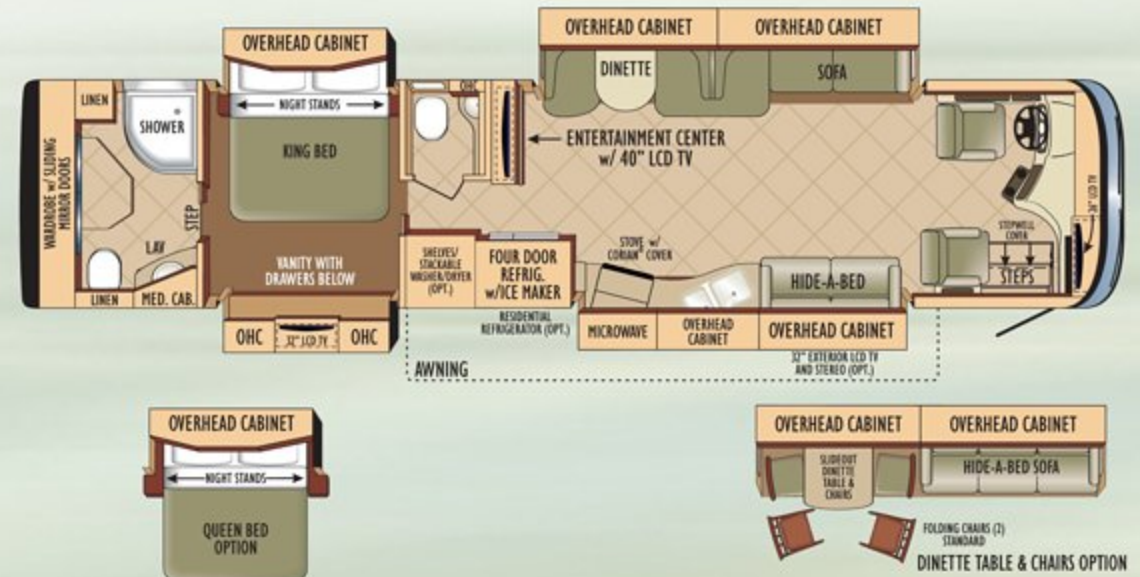 OVERHEAD CABINET
OVERHEAD CABINET
OVERHEAD CABINET
DINETTE
SOFA
LINEN
SHOWER
NIGHT STANDS
KING BED
OHC
ENTERTAINMENT CENTER
w/ 40" LCD TV
WARDROBE w/ SLIDING
MIRROR DOORS
STEP
LAV
VANITY WITH
DRAWERS BELOW
LINEN
MED. CAB.
SHELVES/
STACKABLE
WASHER/DRYER
(OPT.)
FOUR DOOR
REFRIG.
w/ICE MAKER
RESIDENTIAL
REFRIGERATOR (OPT.)
STOVE w/
CORIAN® COVER
HIDE-A-BED
STEPWELL
COVER
STEPS
LCD TV
OHC
32" LCD TV
OHC
MICROWAVE
OVERHEAD
CABINET
OVERHEAD CABINET
32" EXTERIOR LCD TV
AND STEREO (OPT.)
AWNING
OVERHEAD CABINET
NIGHT STANDS
QUEEN BED
OPTION
OVERHEAD CABINET
OVERHEAD CABINET
SLIDEOUT
DINETTE
TABLE &
CHAIRS
HIDE-A-BED SOFA
FOLDING CHAIRS (2)
STANDARD
DINETTE TABLE & CHAIRS OPTION